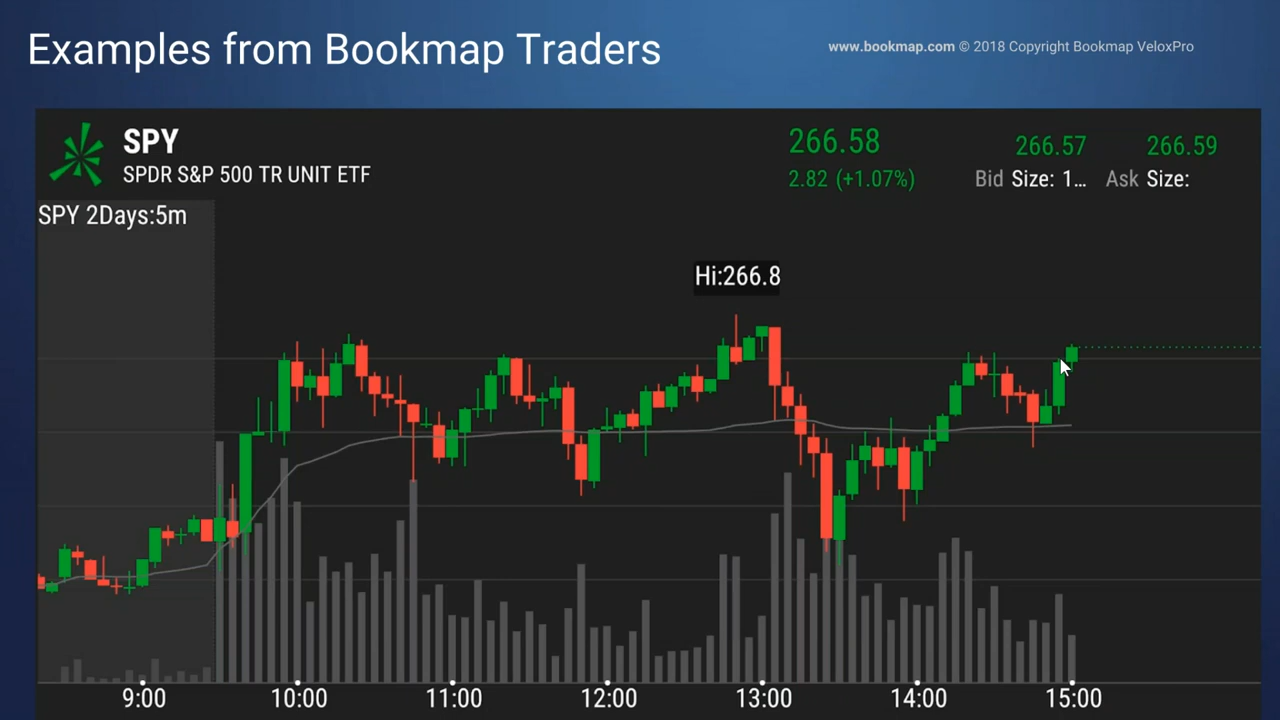 Examples from Bookmap Traders
www.bookmap.com © 2018 Copyright Bookmap VeloxPro
SPY
SPDR S&P 500 TR UNIT ETF
266.58
2.82 (+1.07%)
266.57
Bid Size: 1...
266.59
Ask Size:
SPY 2Days:5m
Hi:266.8
9:00 10:00 11:00 12:00 13:00 14:00 15:00